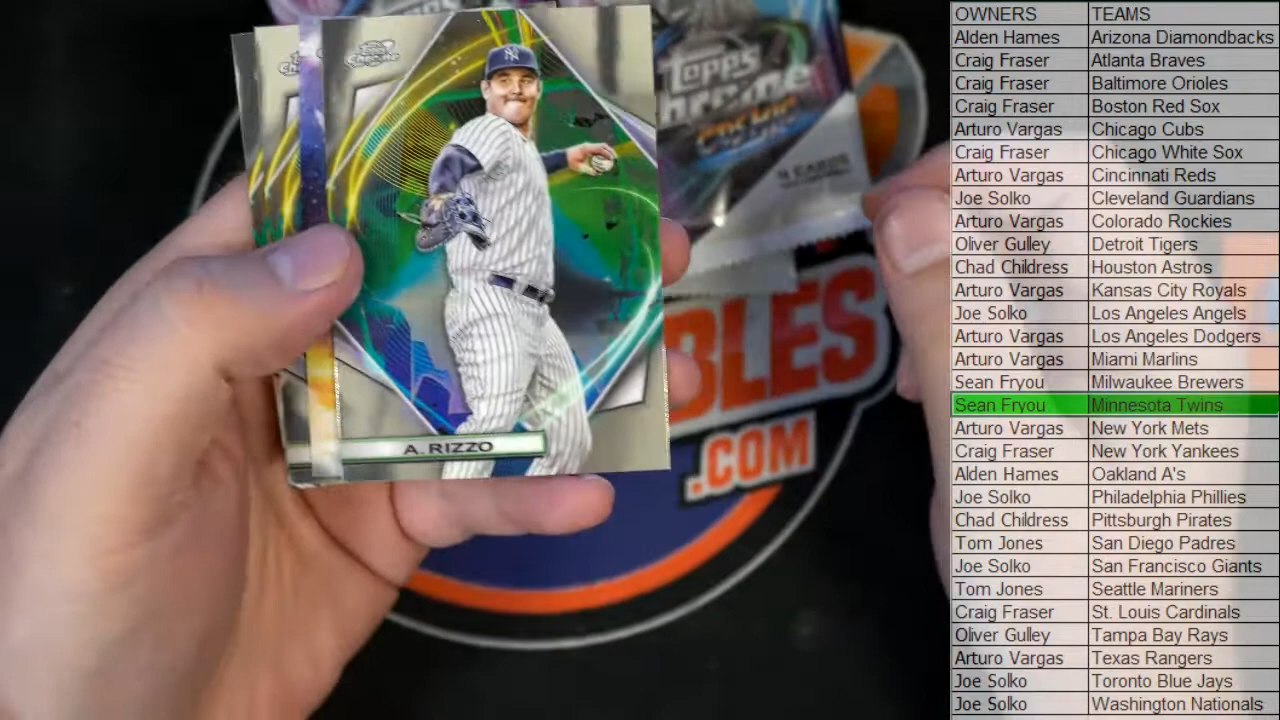 Topps
Chrome
Topps
Chrome
COSMIC
CHROME
NY
A. RIZZO
BLES
.COM
OWNERS TEAMS
Alden Hames Arizona Diamondbacks
Craig Fraser Atlanta Braves
Craig Fraser Baltimore Orioles
Craig Fraser Boston Red Sox
Arturo Vargas Chicago Cubs
Craig Fraser Chicago White Sox
Arturo Vargas Cincinnati Reds
Joe Solko Cleveland Guardians
Arturo Vargas Colorado Rockies
Oliver Gulley Detroit Tigers
Chad Childress Houston Astros
Arturo Vargas Kansas City Royals
Joe Solko Los Angeles Angels
Arturo Vargas Los Angeles Dodgers
Arturo Vargas Miami Marlins
Sean Fryou Milwaukee Brewers
Sean Fryou Minnesota Twins
Arturo Vargas New York Mets
Craig Fraser New York Yankees
Alden Hames Oakland A's
Joe Solko Philadelphia Phillies
Chad Childress Pittsburgh Pirates
Tom Jones San Diego Padres
Joe Solko San Francisco Giants
Tom Jones Seattle Mariners
Craig Fraser St. Louis Cardinals
Oliver Gulley Tampa Bay Rays
Arturo Vargas Texas Rangers
Joe Solko Toronto Blue Jays
Joe Solko Washington Nationals